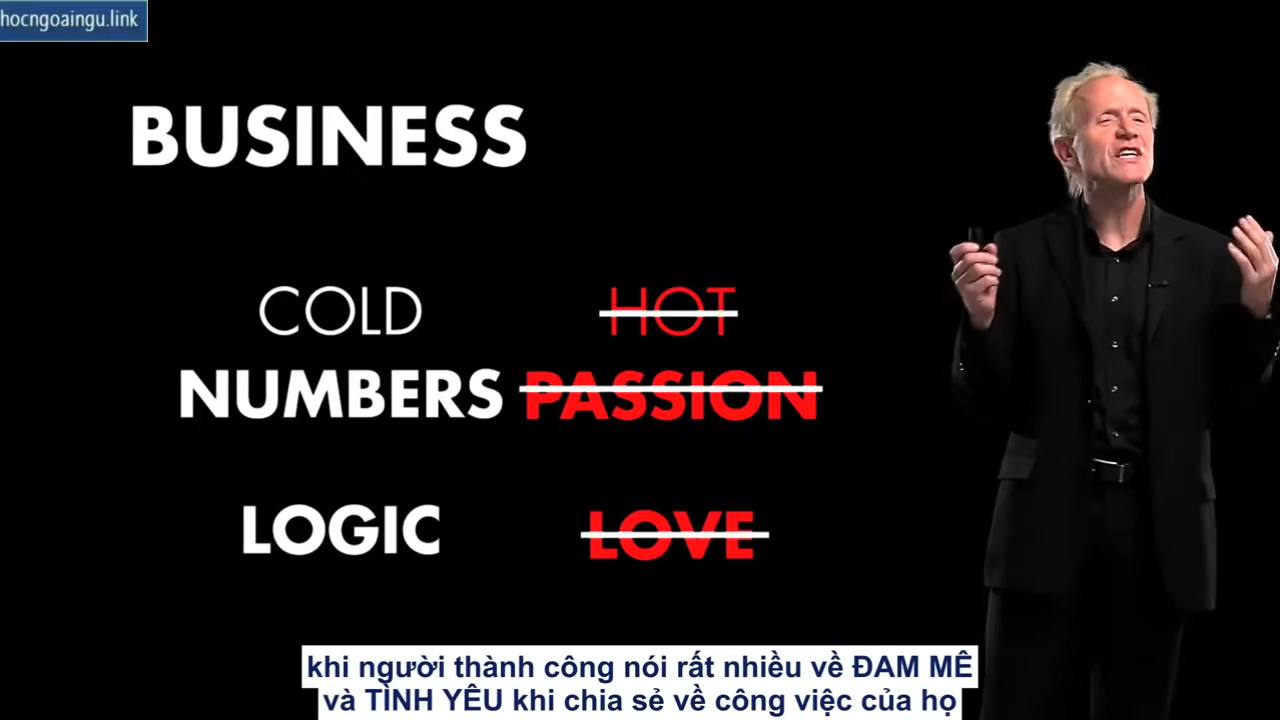 hocngoaingu.link
BUSINESS
COLD HOT
NUMBERS PASSION
LOGIC LOVE
khi người thành công nói rất nhiều về ĐAM MÊ
và TÌNH YÊU khi chia sẻ về công việc của họ